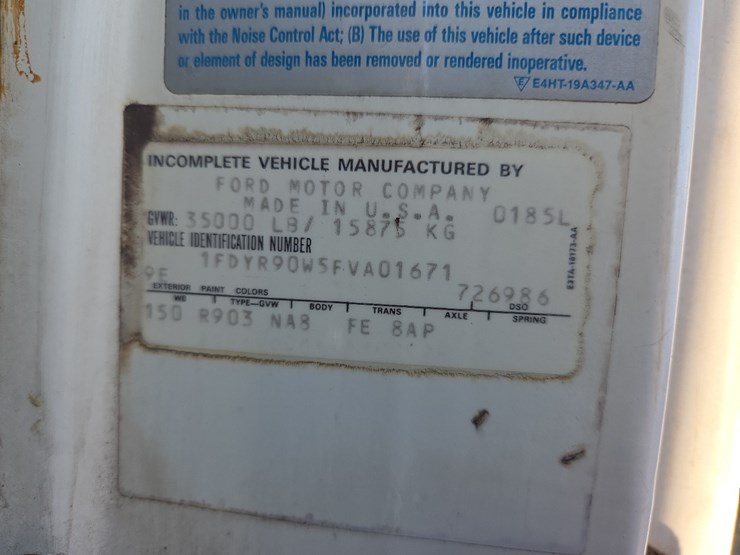 in the owner's manual) incorporated into this vehicle in compliance
with the Noise Control Act; (B) The use of this vehicle after such device
or element of design has been removed or rendered inoperative.
E4HT-19A347-AA
INCOMPLETE VEHICLE MANUFACTURED BY
FORD MOTOR COMPANY
MADE IN U.S.A. 0185L
GVWR: 35000 LB/ 15875 KG
VEHICLE IDENTIFICATION NUMBER
1FDYR90W5FVA01671
9E 726986
EXTERIOR PAINT COLORS DSO
WB TYPE-GVW BODY TRANS AXLE SPRING
150 R903 NA8 FE 8AP